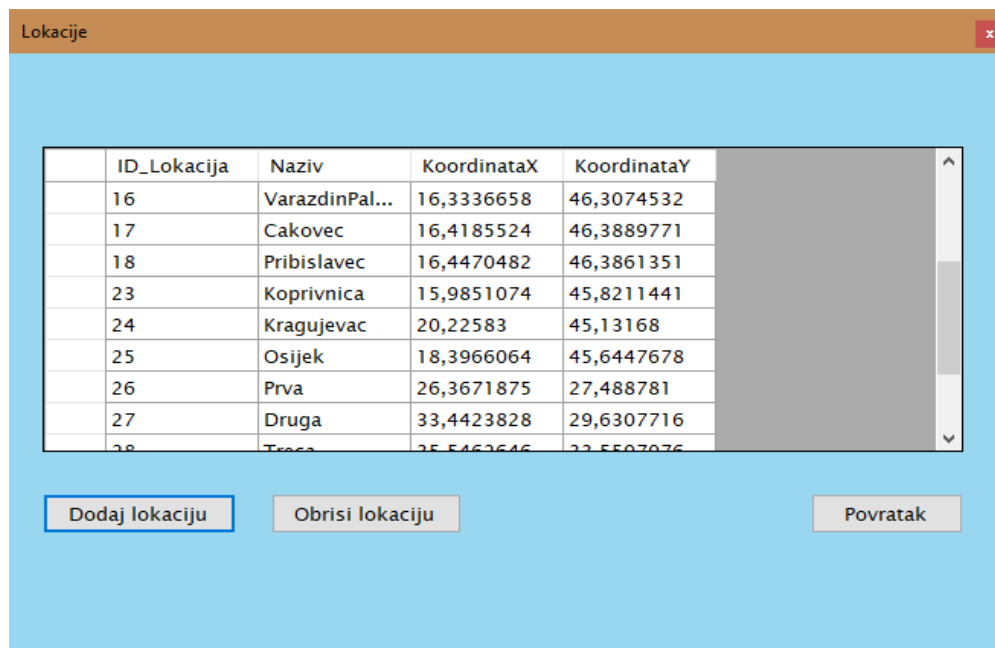 Lokacije
x
ID_Lokacija Naziv KoordinataX KoordinataY
16 VarazdinPal... 16,3336658 46,3074532
17 Cakovec 16,4185524 46,3889771
18 Pribislavec 16,4470482 46,3861351
23 Koprivnica 15,9851074 45,8211441
24 Kragujevac 20,22583 45,13168
25 Osijek 18,3966064 45,6447678
26 Prva 26,3671875 27,488781
27 Druga 33,4423828 29,6307716
Dodaj lokaciju Obrisi lokaciju Povratak